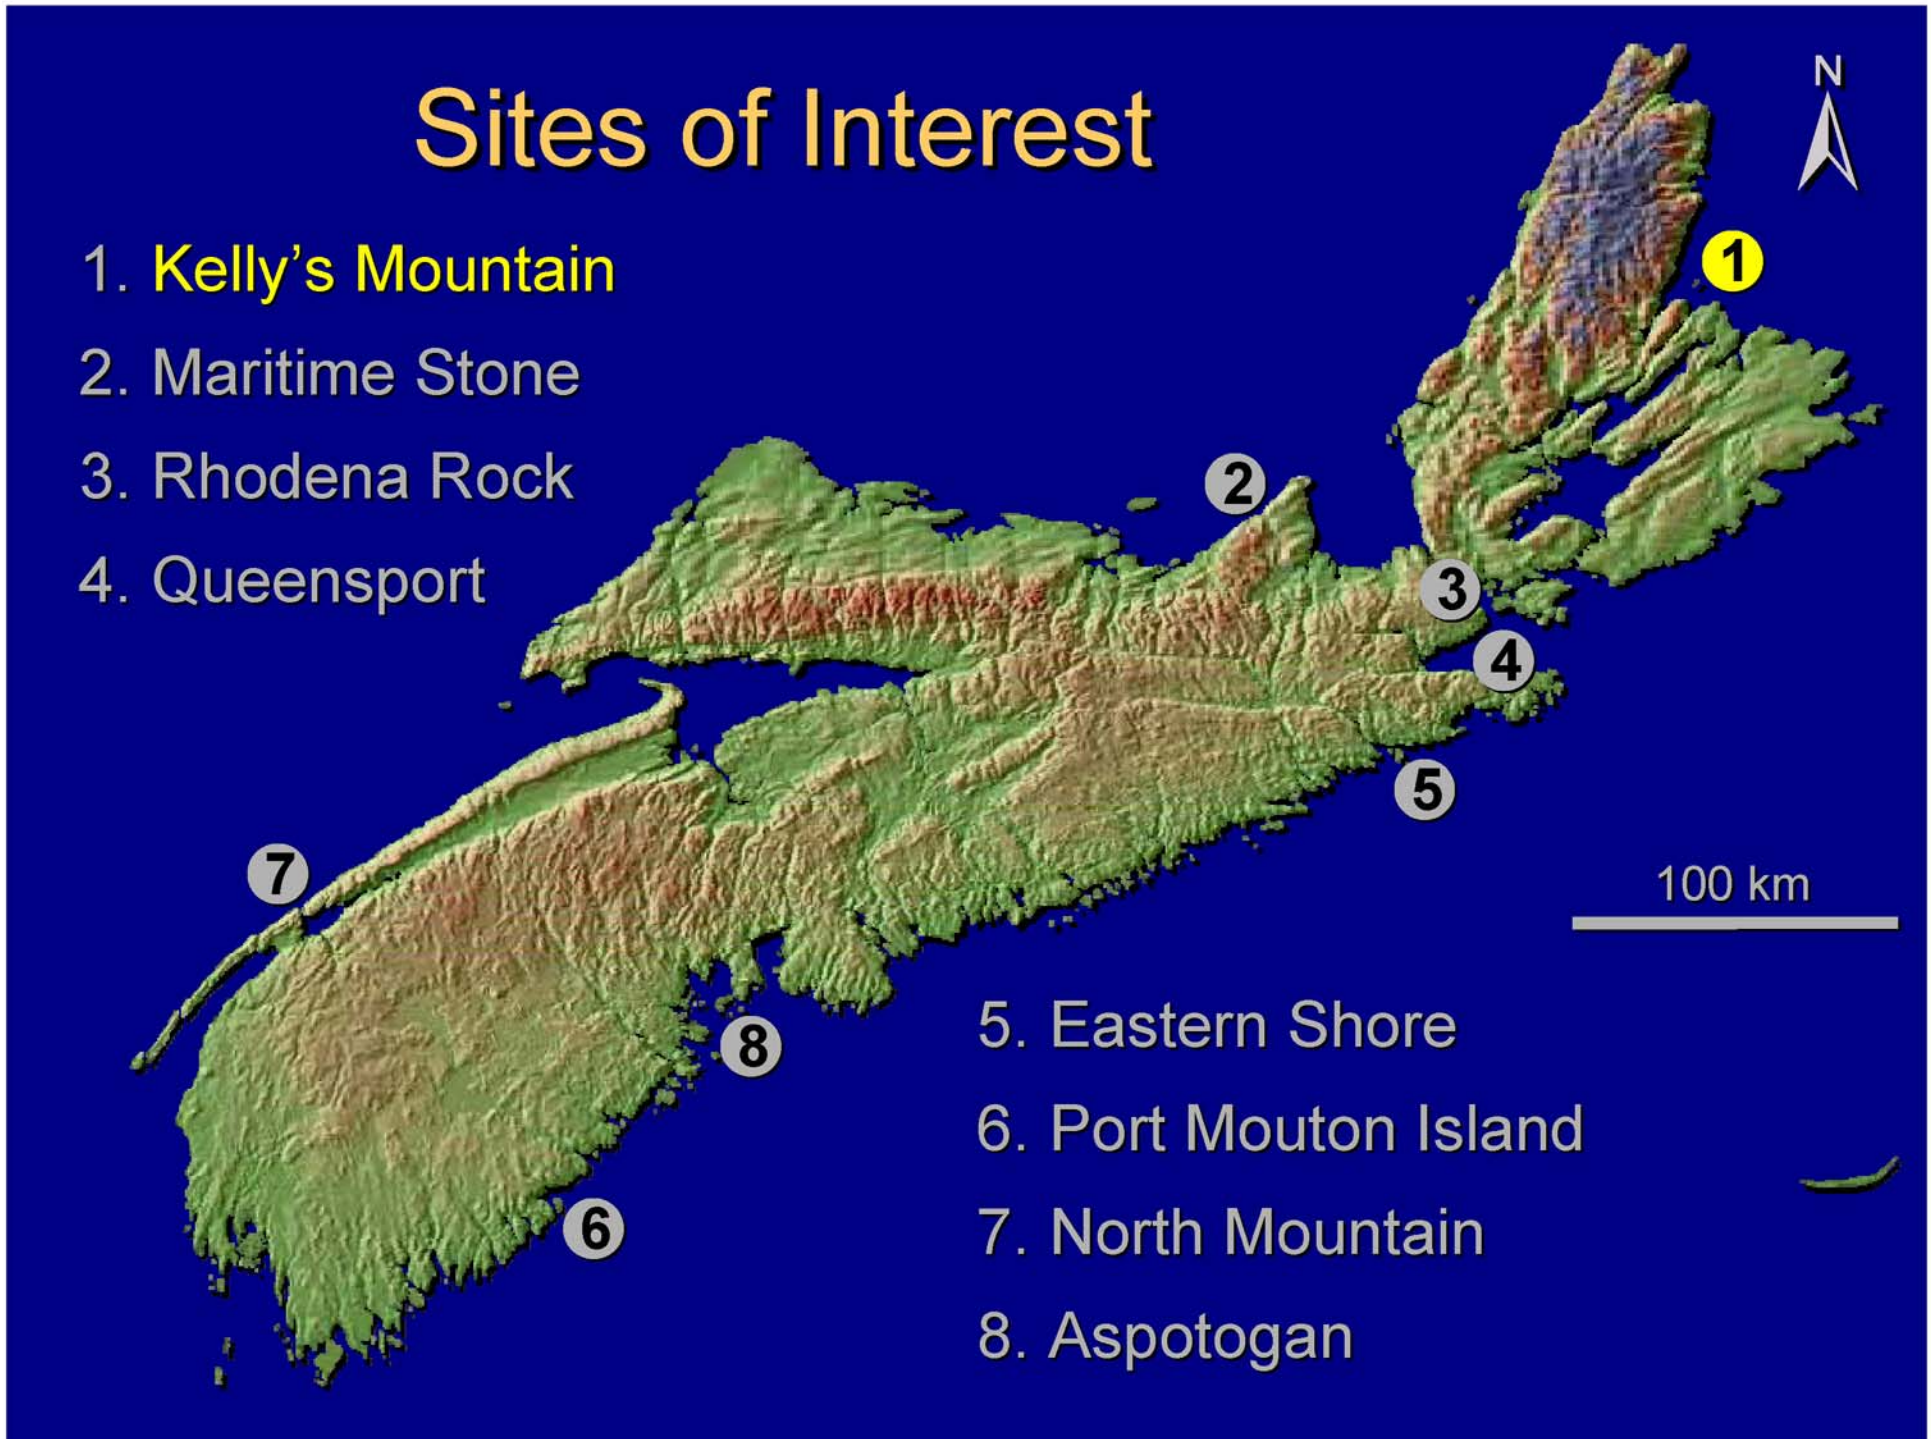 Sites of Interest
N
1. Kelly's Mountain
1
2. Maritime Stone
3. Rhodena Rock
2
4. Queensport
3
4
5
7
100 km
8
5. Eastern Shore
6. Port Mouton Island
6
7. North Mountain
8. Aspotogan